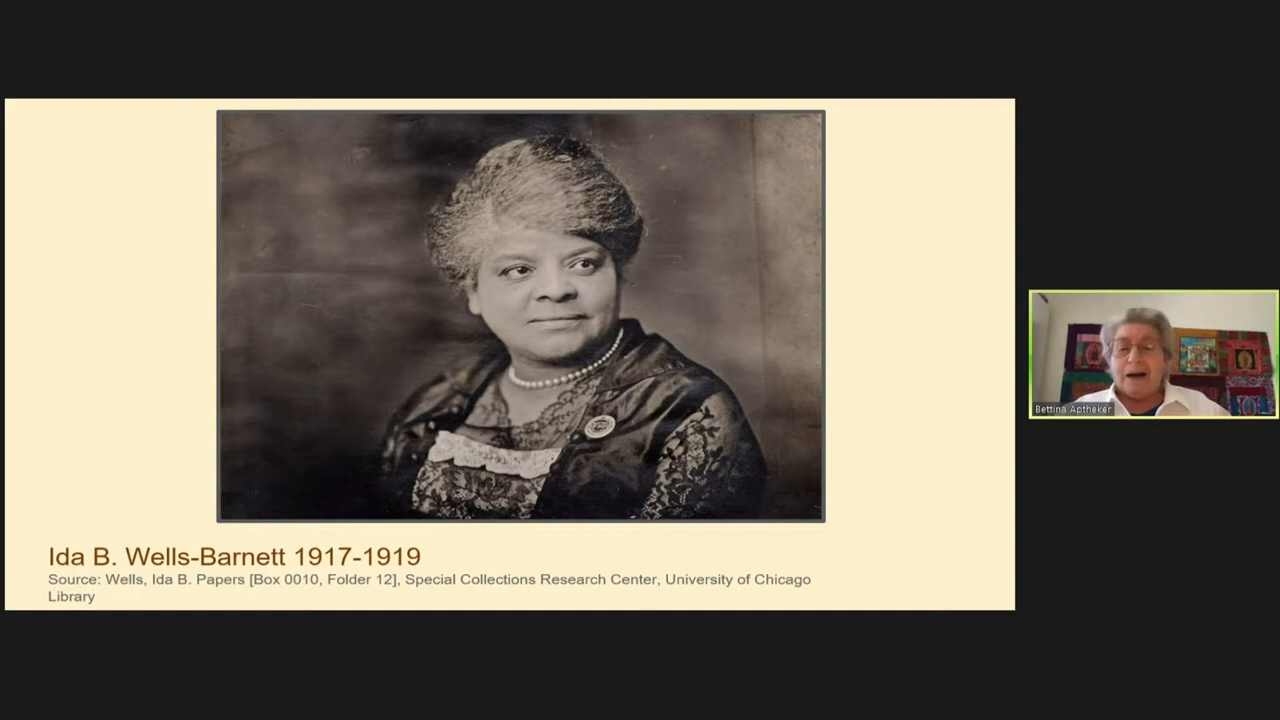 Ida B. Wells-Barnett 1917-1919
Source: Wells, Ida B. Papers [Box 0010, Folder 12], Special Collections Research Center, University of Chicago
Library
Bettina Aptheker